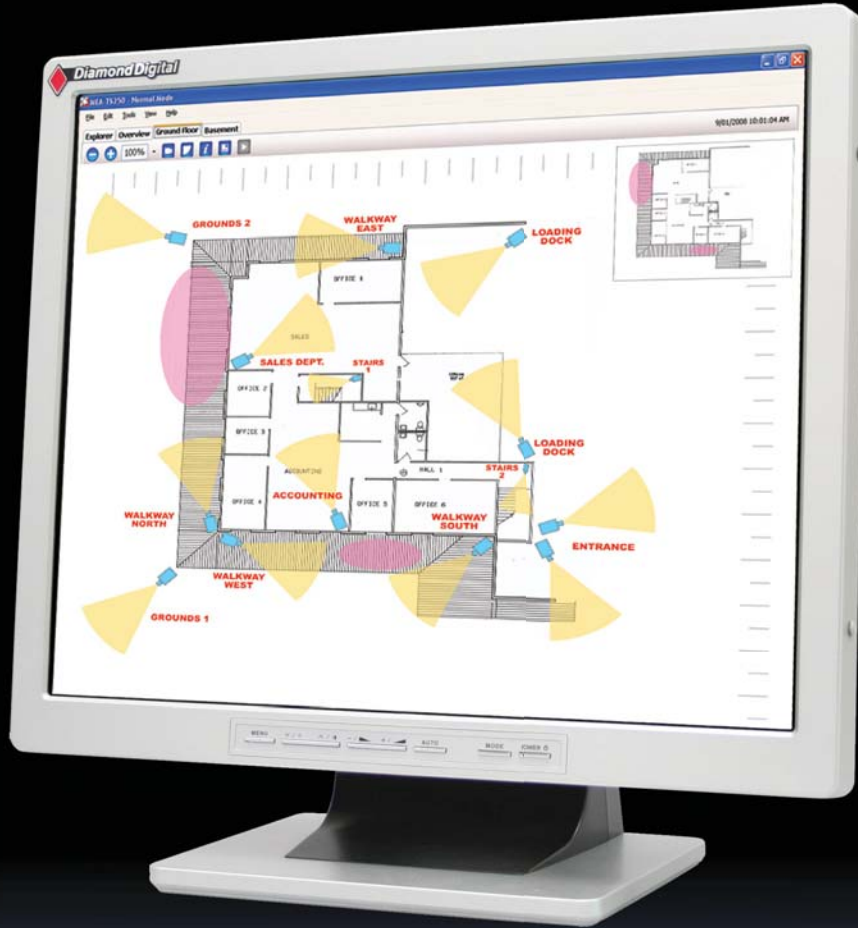 DiamondDigital
File Edit Tools View Help
Explorer Overview Ground Floor Basement
9/01/2008 10:01:04 AM
100%
GROUNDS 2
WALKWAY
EAST
LOADING
DOCK
OFFICE 1
SALES
SALES DEPT.
STAIRS
1
OFFICE 2
OFFICE 3
LOADING
DOCK
ACCOUNTING
HALL 1
STAIRS
2
OFFICE 4
ACCOUNTING
OFFICE 5
OFFICE 6
WALKWAY
NORTH
WALKWAY
SOUTH
ENTRANCE
WALKWAY
WEST
GROUNDS 1
MENU
AUTO
MODE
POWER